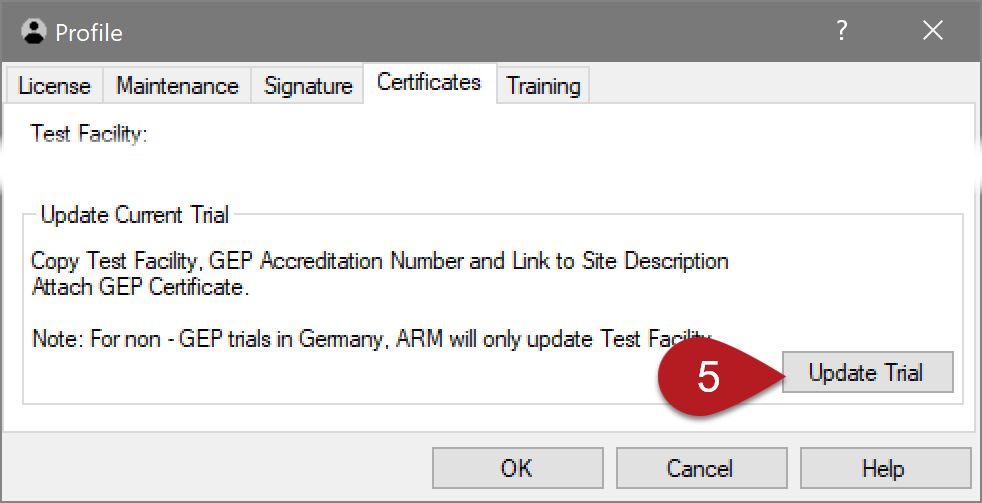 Profile ?
License Maintenance Signature Certificates Training
Test Facility:
Update Current Trial
Copy Test Facility, GEP Accreditation Number and Link to Site Description
Attach GEP Certificate.
Note: For non - GEP trials in Germany, ARM will only update Test Facility
5 Update Trial
OK Cancel Help